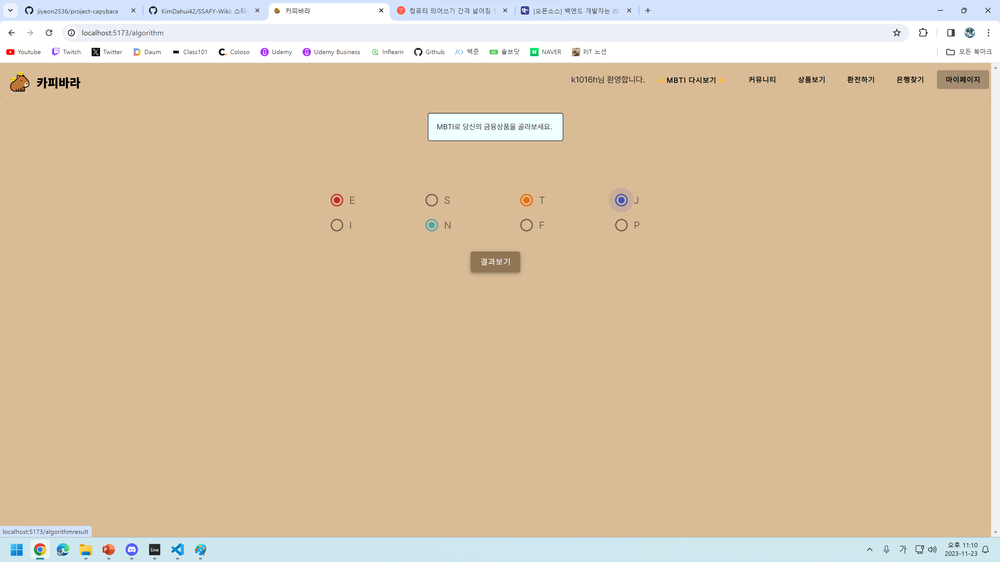 jiyeon2536/project-capybara
KimDahui42/SSAFY-Wiki: 스터디
카피바라
컴퓨터 띄어쓰기 간격 넓어짐
[오픈소스] 백엔드 개발자는 JSO
localhost:5173/algorithm
Youtube Twitch Twitter Daum Class101 Coloso Udemy Udemy Business Inflearn Github 백준 솔브닷 NAVER PJT 노션 모든 북마크
카피바라 k1016h님 환영합니다. ✨MBTI 다시보기✨ 커뮤니티 상품보기 환전하기 은행찾기 마이페이지
MBTI로 당신의 금융상품을 골라보세요.
E S T J
I N F P
결과보기
localhost:5173/algorithmresult
Live 가 오후 11:10
2023-11-23